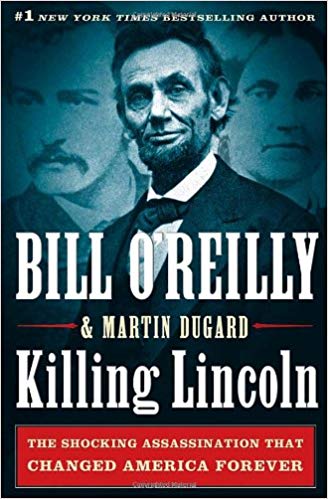 #1 NEW YORK TIMES BESTSELLING AUTHOR
BILL O'REILLY
& MARTIN DUGARD
Killing Lincoln
THE SHOCKING ASSASSINATION THAT
CHANGED AMERICA FOREVER